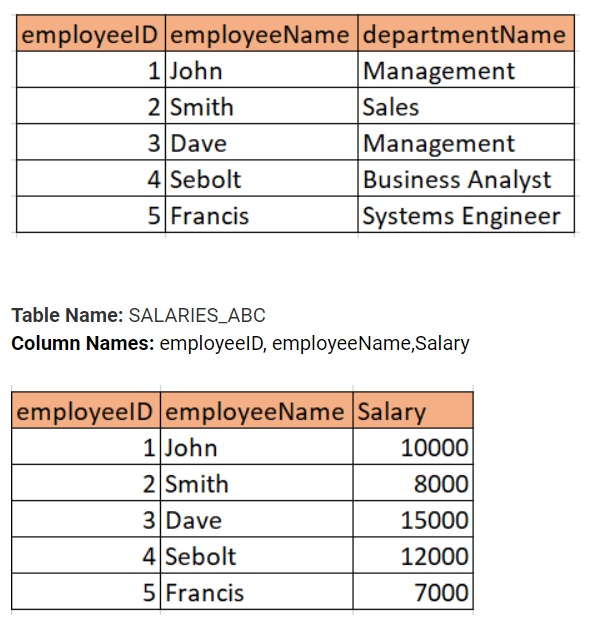 employeeID employeeName departmentName
1 John Management
2 Smith Sales
3 Dave Management
4 Sebolt Business Analyst
5 Francis Systems Engineer
Table Name: SALARIES_ABC
Column Names: employeeID, employeeName,Salary
employeeID employeeName Salary
1 John 10000
2 Smith 8000
3 Dave 15000
4 Sebolt 12000
5 Francis 7000